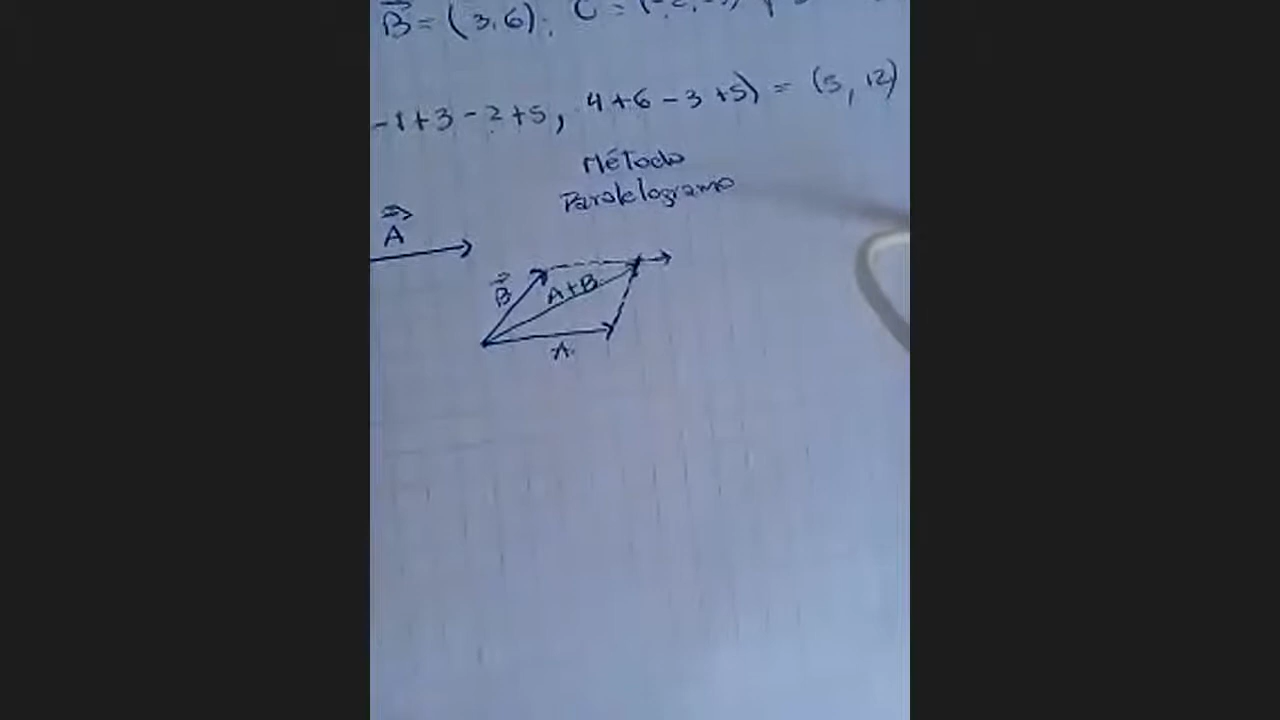 B = (3,6);
-1+3-2+5, 4+6-3+5) = (5, 12)
Método
Paralelogramo
A
B
A+B
A